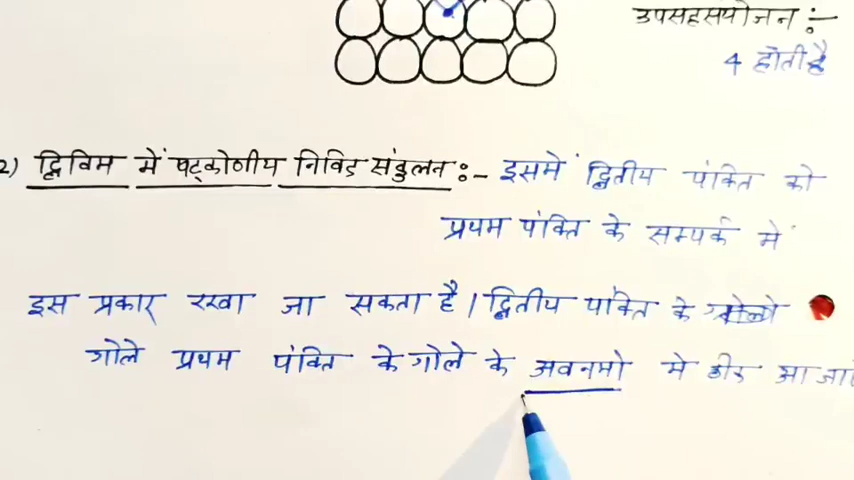 उपसहसंयोजन :-
4 होती है
2) द्विविम में षट्कोणीय निविड संकुलन :- इसमें द्वितीय पंक्ति को
प्रथम पंक्ति के सम्पर्क में
इस प्रकार रखा जा सकता है। द्वितीय पंक्ति के
गोले प्रथम पंक्ति के गोले के अवनमो मे ठीक आ जाए